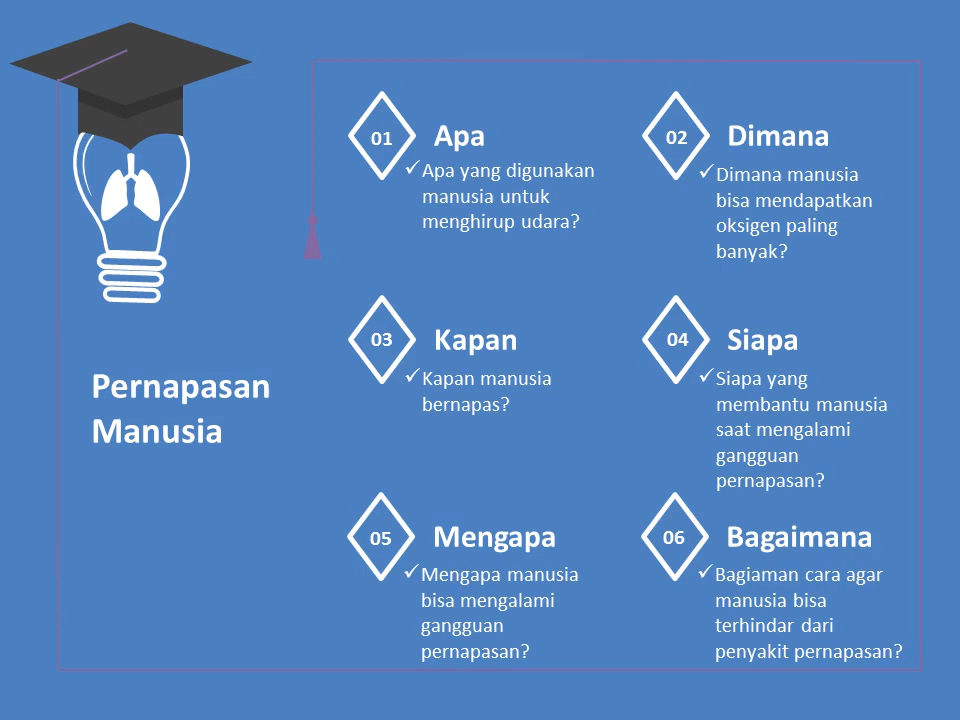 Pernapasan
Manusia
01
Apa
✓Apa yang digunakan
manusia untuk
menghirup udara?
02
Dimana
✓Dimana manusia
bisa mendapatkan
oksigen paling
banyak?
03
Kapan
✓Kapan manusia
bernapas?
04
Siapa
✓Siapa yang
membantu manusia
saat mengalami
gangguan
pernapasan?
05
Mengapa
✓Mengapa manusia
bisa mengalami
gangguan
pernapasan?
06
Bagaimana
✓Bagiaman cara agar
manusia bisa
terhindar dari
penyakit pernapasan?